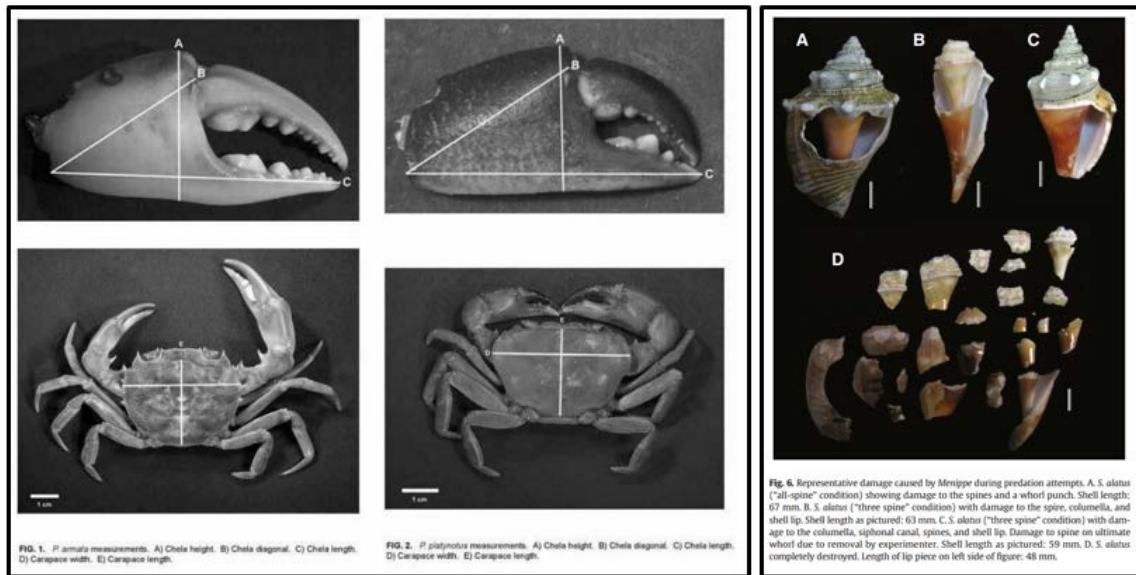 A
B
C
A
B
C
E
1 cm
D
E
1 cm
FIG. 1. P. armata measurements. A) Chela height. B) Chela diagonal. C) Chela length.
D) Carapace width. E) Carapace length.
FIG. 2. P. platynotus measurements. A) Chela height. B) Chela diagonal. C) Chela length.
D) Carapace width. E) Carapace length.
A
B
C
D
Fig. 6. Representative damage caused by Menippe during predation attempts. A. S. alatus
("all-spine" condition) showing damage to the spines and a whorl punch. Shell length:
67 mm. B. S. alatus ("three spine" condition) with damage to the spire, columella, and
shell lip. Shell length as pictured: 63 mm. C. S. alatus ("three spine" condition) with dam-
age to the columella, siphonal canal, spines, and shell lip. Damage to spine on ultimate
whorl due to removal by experimenter. Shell length as pictured: 59 mm. D. S. alatus
completely destroyed. Length of lip piece on left side of figure: 48 mm.